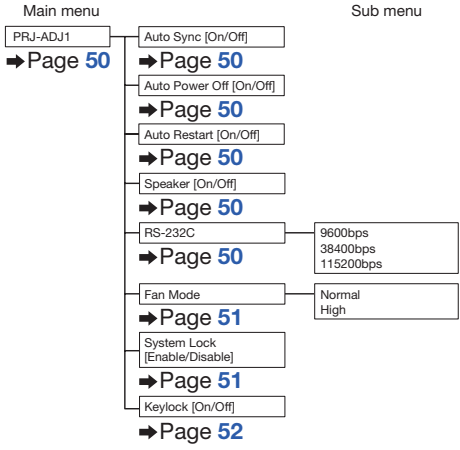 Main menu
Sub menu
PRJ-ADJ1
➡Page 50
Auto Sync [On/Off]
➡Page 50
Auto Power Off [On/Off]
➡Page 50
Auto Restart [On/Off]
➡Page 50
Speaker [On/Off]
➡Page 50
RS-232C
➡Page 50
9600bps
38400bps
115200bps
Fan Mode
➡Page 51
Normal
High
System Lock
[Enable/Disable]
➡Page 51
Keylock [On/Off]
➡Page 52